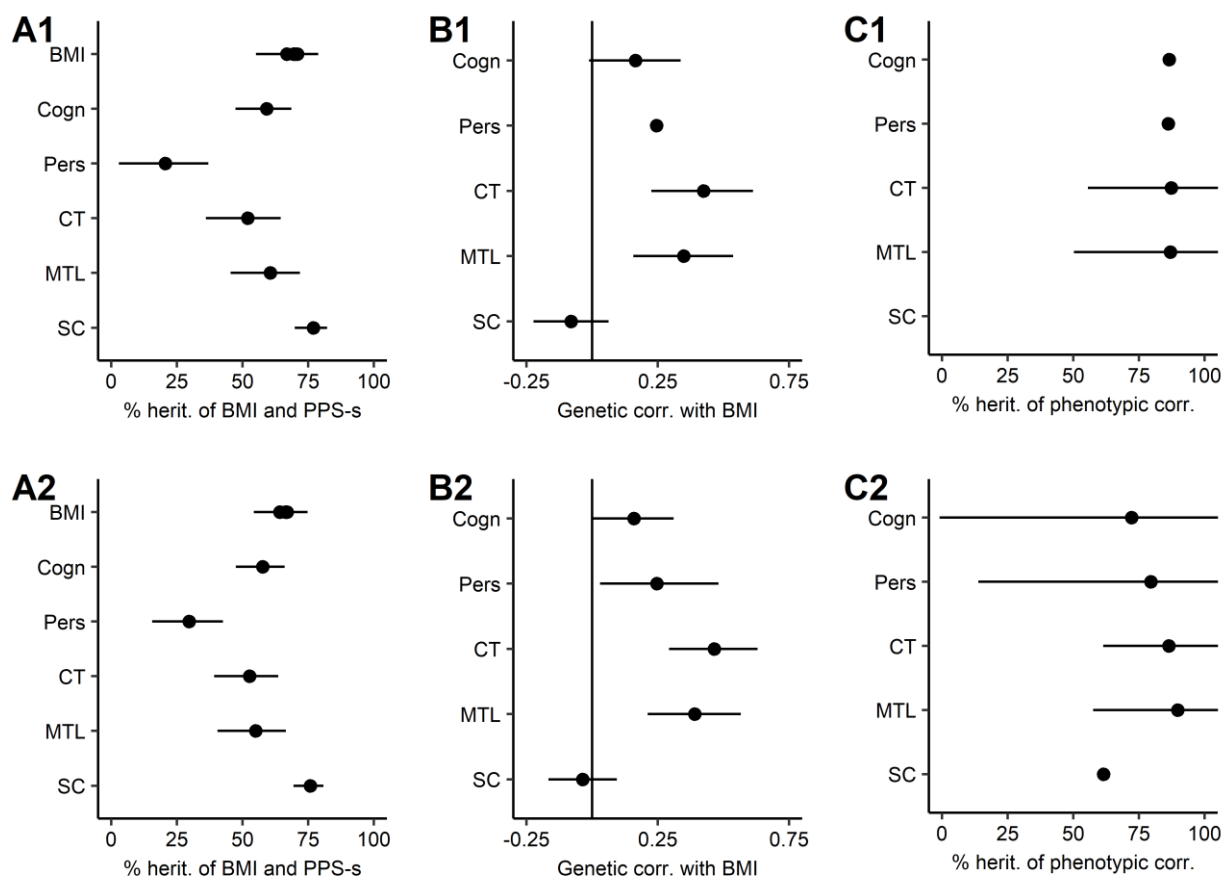 A1
BMI
Cogn
Pers
CT
MTL
SC
0 25 50 75 100
% herit. of BMI and PPS-s
B1
Cogn
Pers
CT
MTL
SC
-0.25 0.25 0.75
Genetic corr. with BMI
C1
Cogn
Pers
CT
MTL
SC
0 25 50 75 100
% herit. of phenotypic corr.
A2
BMI
Cogn
Pers
CT
MTL
SC
0 25 50 75 100
% herit. of BMI and PPS-s
B2
Cogn
Pers
CT
MTL
SC
-0.25 0.25 0.75
Genetic corr. with BMI
C2
Cogn
Pers
CT
MTL
SC
0 25 50 75 100
% herit. of phenotypic corr.